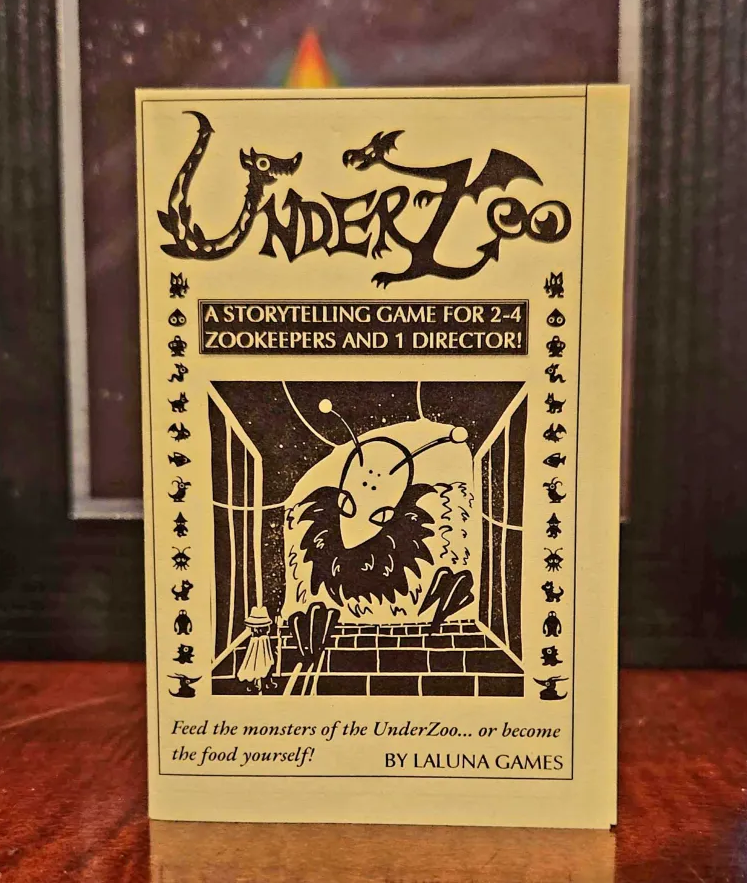 UNDERZOO
A STORYTELLING GAME FOR 2-4
ZOOKEEPERS AND 1 DIRECTOR!
Feed the monsters of the UnderZoo... or become
the food yourself!
BY LALUNA GAMES